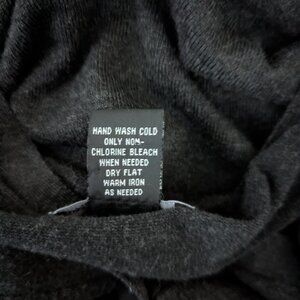 HAND WASH COLD
ONLY NON-
CHLORINE BLEACH
WHEN NEEDED
DRY FLAT
WARM IRON
AS NEEDED